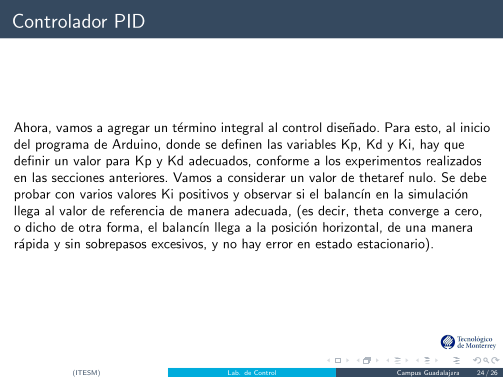 Controlador PID
Ahora, vamos a agregar un término integral al control diseñado. Para esto, al inicio
del programa de Arduino, donde se definen las variables Kp, Kd y Ki, hay que
definir un valor para Kp y Kd adecuados, conforme a los experimentos realizados
en las secciones anteriores. Vamos a considerar un valor de thetaref nulo. Se debe
probar con varios valores Ki positivos y observar si el balancín en la simulación
llega al valor de referencia de manera adecuada, (es decir, theta converge a cero,
o dicho de otra forma, el balancín llega a la posición horizontal, de una manera
rápida y sin sobrepasos excesivos, y no hay error en estado estacionario).
Tecnológico
de Monterrey
(ITESM) Lab. de Control Campus Guadalajara 24 / 26